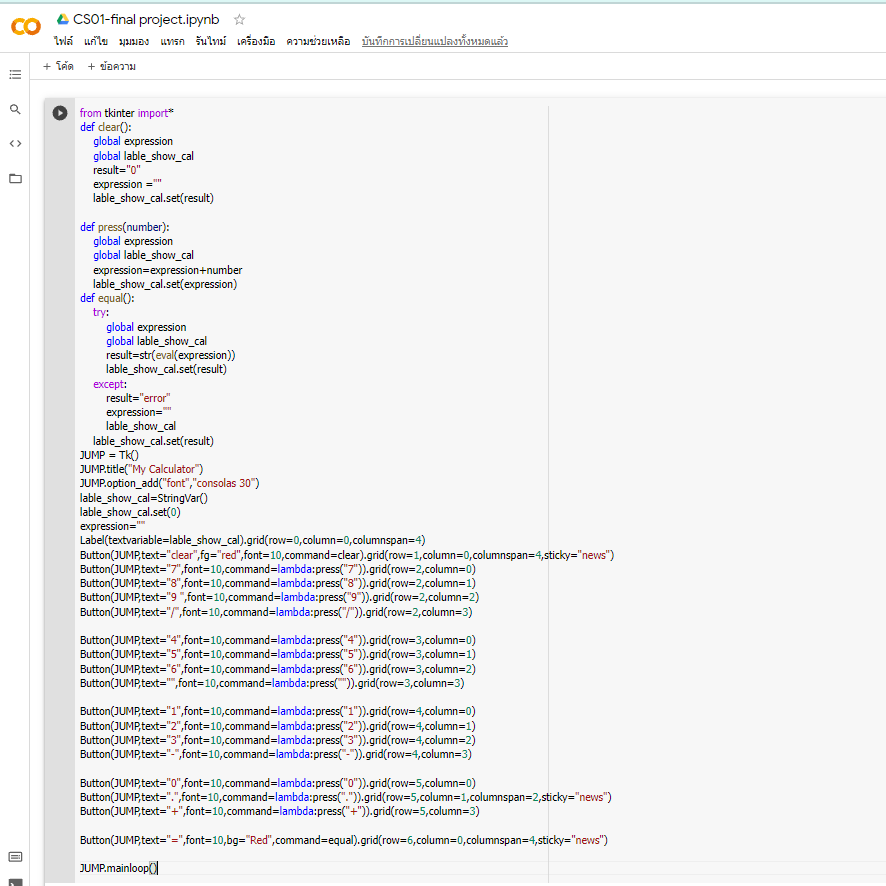 CS01-final project.ipynb
ไฟล์ แก้ไข มุมมอง แทรก รันไทม์ เครื่องมือ ความช่วยเหลือ บันทึกการเปลี่ยนแปลงทั้งหมดแล้ว
+ โค้ด + ข้อความ
from tkinter import*
def clear():
global expression
global lable_show_cal
result="0"
expression =""
lable_show_cal.set(result)
def press(number):
global expression
global lable_show_cal
expression=expression+number
lable_show_cal.set(expression)
def equal():
try:
global expression
global lable_show_cal
result=str(eval(expression))
lable_show_cal.set(result)
except:
result="error"
expression=""
lable_show_cal
lable_show_cal.set(result)
JUMP = Tk()
JUMP.title("My Calculator")
JUMP.option_add("font","consolas 30")
lable_show_cal=StringVar()
lable_show_cal.set(0)
expression=""
Label(textvariable=lable_show_cal).grid(row=0,column=0,columnspan=4)
Button(JUMP,text="clear",fg="red",font=10,command=clear).grid(row=1,column=0,columnspan=4,sticky="news")
Button(JUMP,text="7",font=10,command=lambda:press("7")).grid(row=2,column=0)
Button(JUMP,text="8",font=10,command=lambda:press("8")).grid(row=2,column=1)
Button(JUMP,text="9 ",font=10,command=lambda:press("9")).grid(row=2,column=2)
Button(JUMP,text="/",font=10,command=lambda:press("/")).grid(row=2,column=3)
Button(JUMP,text="4",font=10,command=lambda:press("4")).grid(row=3,column=0)
Button(JUMP,text="5",font=10,command=lambda:press("5")).grid(row=3,column=1)
Button(JUMP,text="6",font=10,command=lambda:press("6")).grid(row=3,column=2)
Button(JUMP,text="",font=10,command=lambda:press("")).grid(row=3,column=3)
Button(JUMP,text="1",font=10,command=lambda:press("1")).grid(row=4,column=0)
Button(JUMP,text="2",font=10,command=lambda:press("2")).grid(row=4,column=1)
Button(JUMP,text="3",font=10,command=lambda:press("3")).grid(row=4,column=2)
Button(JUMP,text="-",font=10,command=lambda:press("-")).grid(row=4,column=3)
Button(JUMP,text="0",font=10,command=lambda:press("0")).grid(row=5,column=0)
Button(JUMP,text=".",font=10,command=lambda:press(".")).grid(row=5,column=1,columnspan=2,sticky="news")
Button(JUMP,text="+",font=10,command=lambda:press("+")).grid(row=5,column=3)
Button(JUMP,text="=",font=10,bg="Red",command=equal).grid(row=6,column=0,columnspan=4,sticky="news")
JUMP.mainloop()